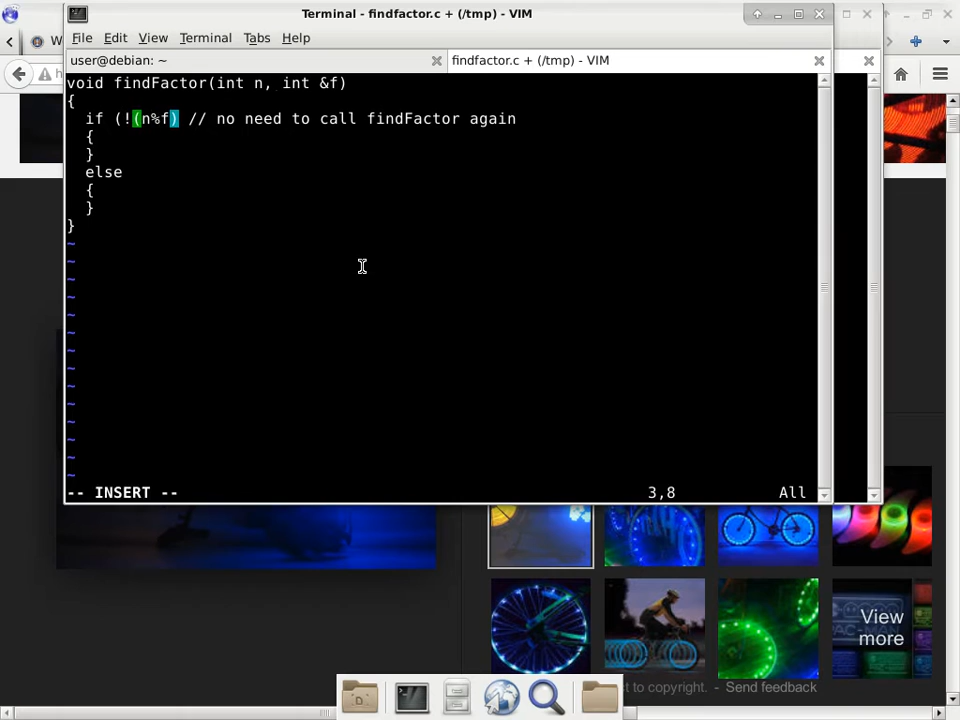 Terminal - findfactor.c + (/tmp) - VIM
File Edit View Terminal Tabs Help
user@debian: ~
findfactor.c + (/tmp) - VIM
void findFactor(int n, int &f)
{
if (!(n%f) // no need to call findFactor again
{
}
else
{
}
}
~
~
~
~
~
~
~
~
~
~
~
~
~
~
-- INSERT -- 3,8 All
View
more
ct to copyright. - Send feedback